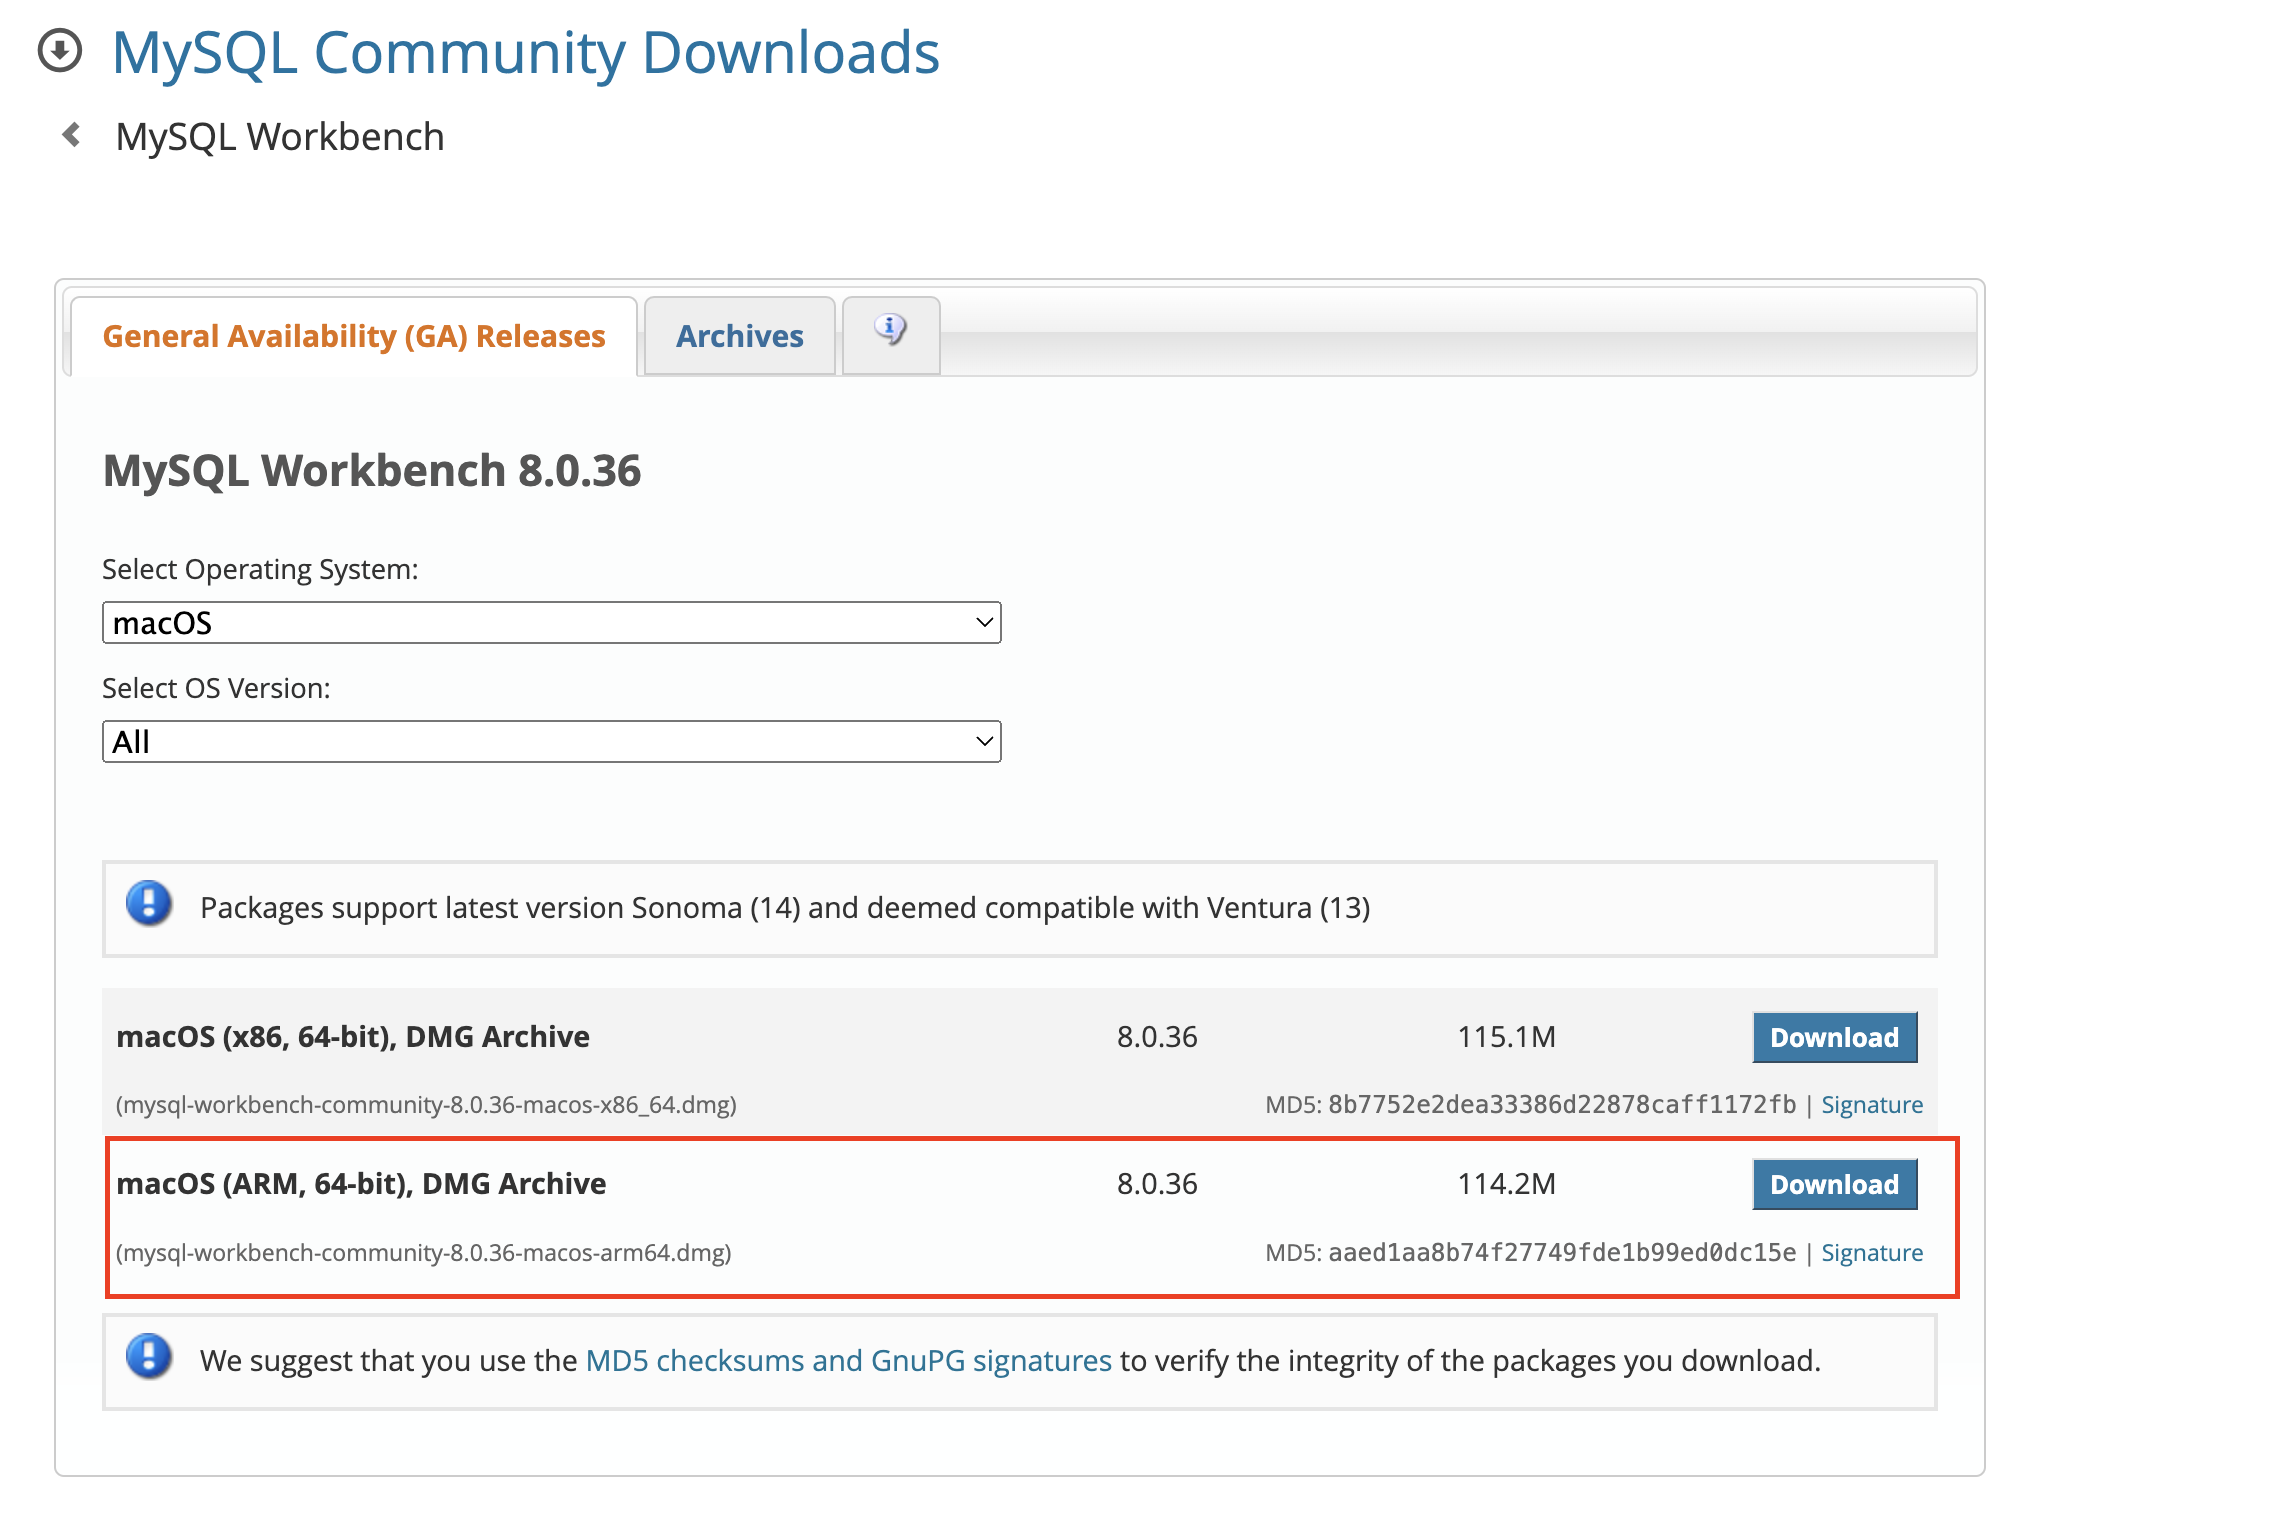 MySQL Community Downloads
MySQL Workbench
General Availability (GA) Releases
Archives
MySQL Workbench 8.0.36
Select Operating System:
macOS
Select OS Version:
All
Packages support latest version Sonoma (14) and deemed compatible with Ventura (13)
macOS (x86, 64-bit), DMG Archive 8.0.36 115.1M Download
(mysql-workbench-community-8.0.36-macos-x86_64.dmg) MD5: 8b7752e2dea33386d22878caff1172fb | Signature
macOS (ARM, 64-bit), DMG Archive 8.0.36 114.2M Download
(mysql-workbench-community-8.0.36-macos-arm64.dmg) MD5: aaed1aa8b74f27749fde1b99ed0dc15e | Signature
We suggest that you use the MD5 checksums and GnuPG signatures to verify the integrity of the packages you download.